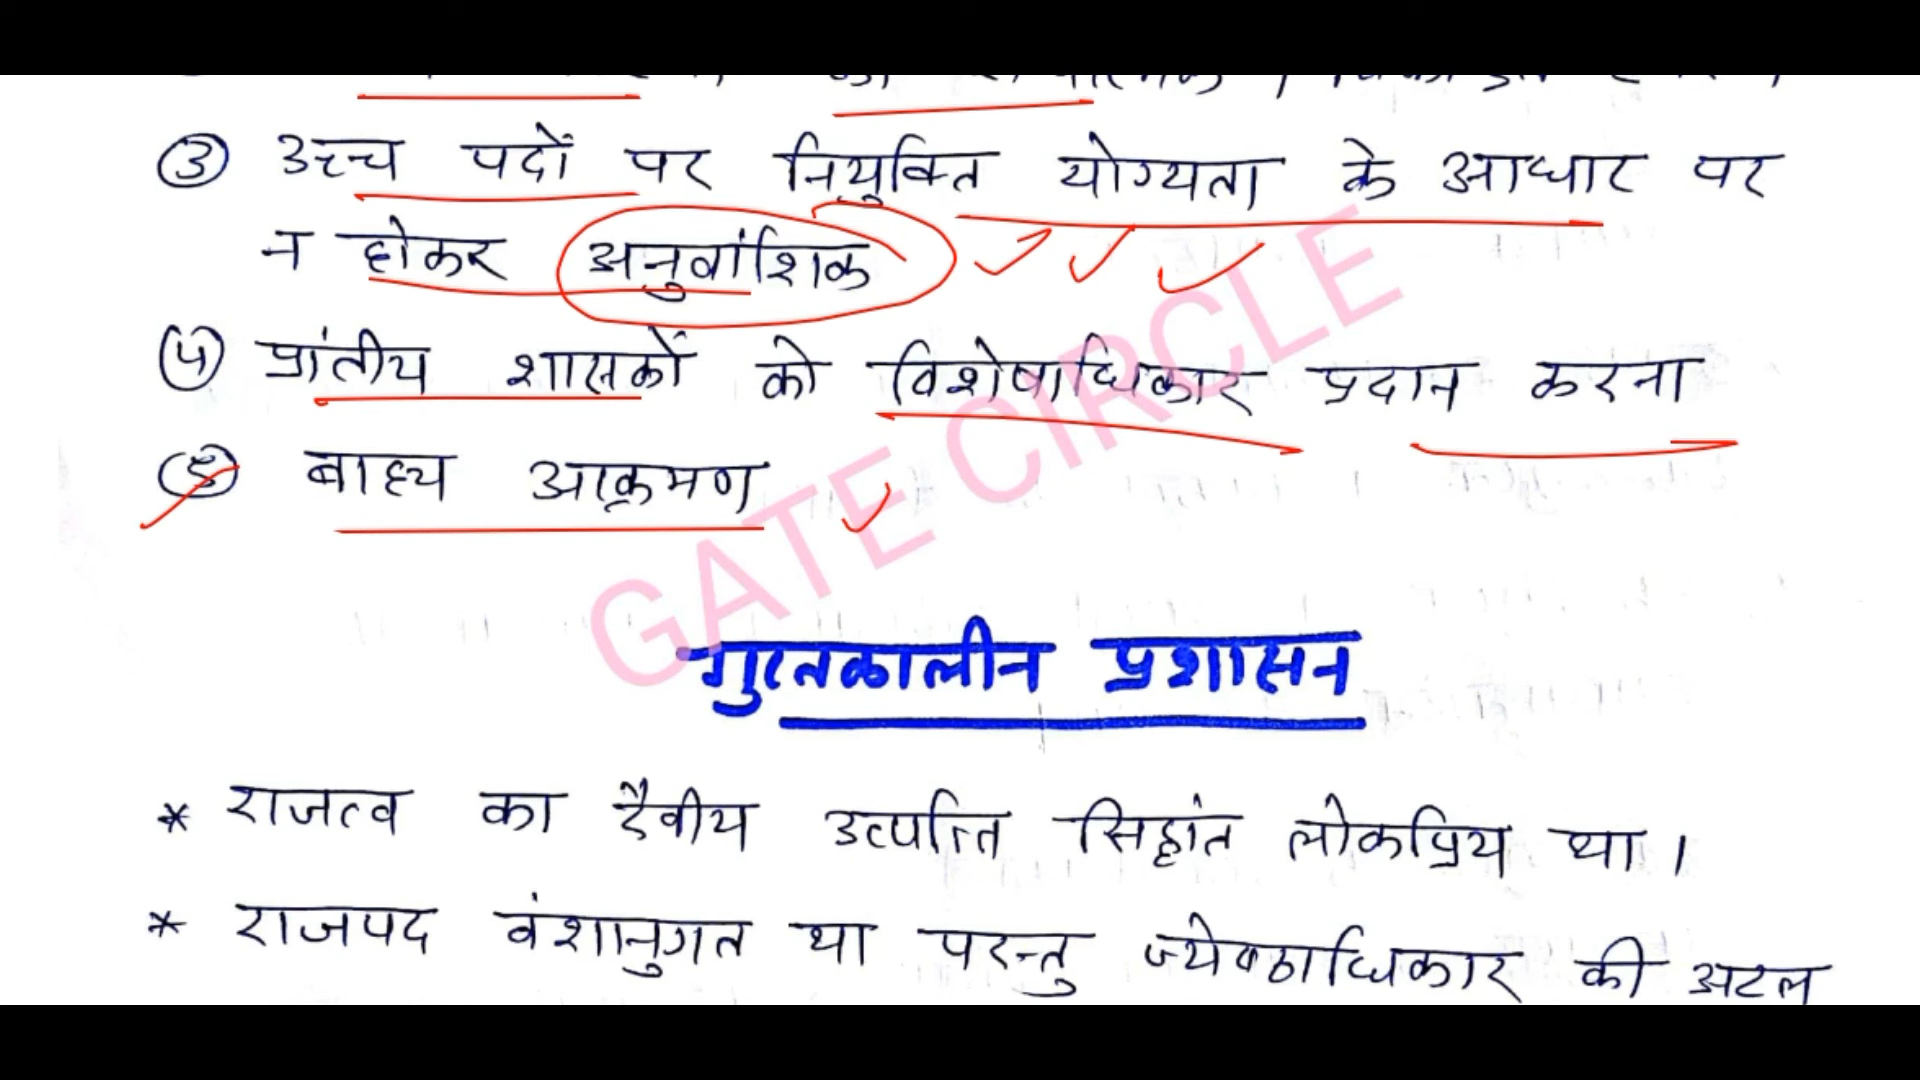 ③ उच्च पदों पर नियुक्ति योग्यता के आधार पर
न होकर अनुवांशिक
④ प्रांतीय शासकों को विशेषाधिकार प्रदान करना
⑤ बाह्य आक्रमण
GATE CIRCLE
गुप्तकालीन प्रशासन
* राजत्व का दैवीय उत्पत्ति सिद्धांत लोकप्रिय था।
* राजपद वंशानुगत था परन्तु ज्येष्ठाधिकार की अटल